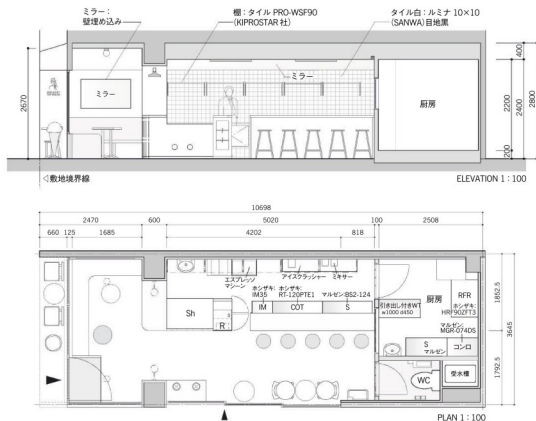 ミラー：
壁埋め込み
棚：タイル PRO-WSF90
(KIPROSTAR 社)
タイル白：ルミナ 10×10
(SANWA) 目地黒
ミラー
ミラー
厨房
2670
400
2200
2400
2800
200
◁敷地境界線
ELEVATION 1 : 100
10698
2470
600
5020
100
2508
660
125
1685
4202
818
エスプレッソ
マシーン
アイスクラッシャー
ミキサー
ホシザキ：
IM35
ホシザキ：
RT-120PTE1
マルゼン：BS2-124
Sh
R
IM
COT
S
引き出し付きWT
w1000 d450
厨房
RFR
ホシザキ：
HRF90ZFT3
マルゼン：
MGR-074DS
S
マルゼン
コンロ
WC
受水槽
1852.5
3645
1792.5
PLAN 1 : 100